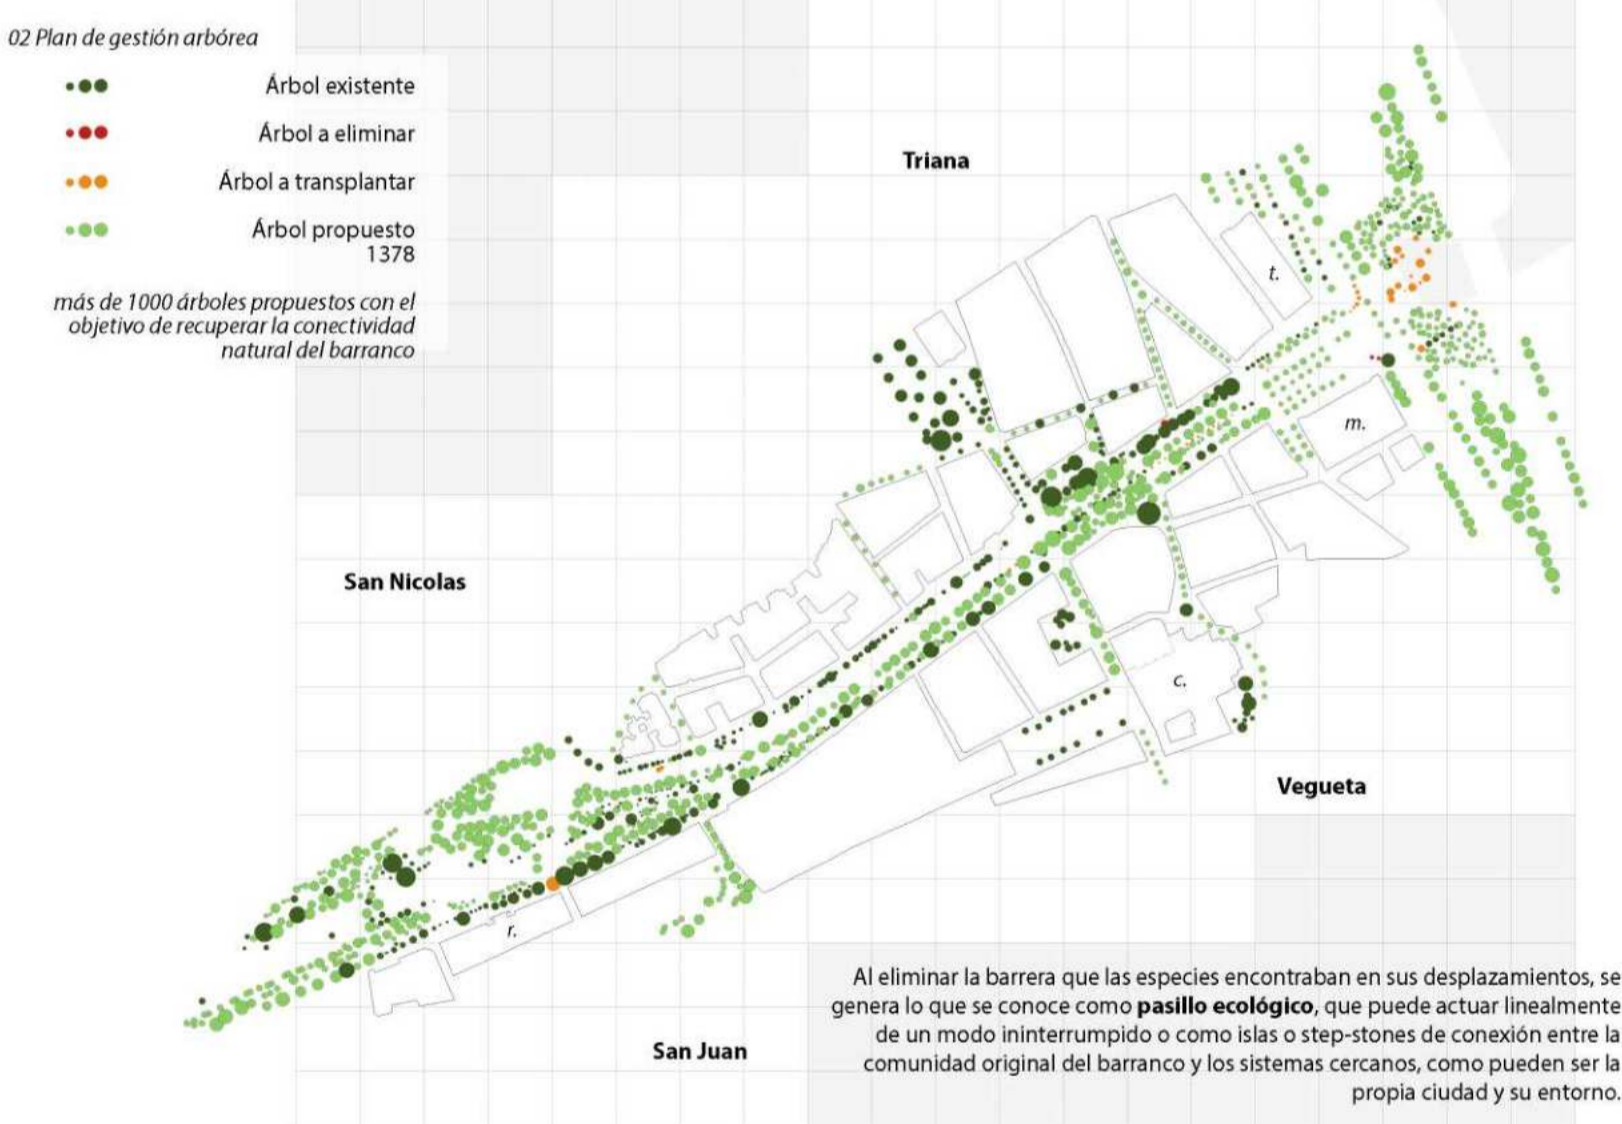 02 Plan de gestión arbórea
Árbol existente
Árbol a eliminar
Árbol a transplantar
Árbol propuesto
1378
más de 1000 árboles propuestos con el
objetivo de recuperar la conectividad
natural del barranco
Triana
t.
m.
San Nicolas
c.
Vegueta
r.
San Juan
Al eliminar la barrera que las especies encontraban en sus desplazamientos, se
genera lo que se conoce como pasillo ecológico, que puede actuar linealmente
de un modo ininterrumpido o como islas o step-stones de conexión entre la
comunidad original del barranco y los sistemas cercanos, como pueden ser la
propia ciudad y su entorno.